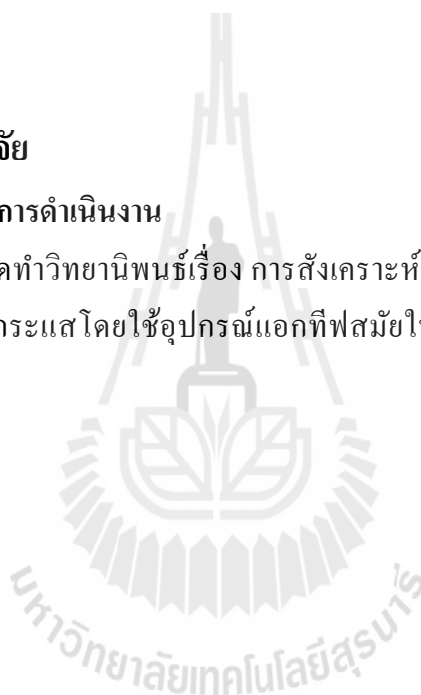 จัย
การดำเนินงาน
ดทำวิทยานิพนธ์เรื่อง การสังเคราะห์
กระแสโดยใช้อุปกรณ์แอกทีฟสมัยให
มหาวิทยาลัยเทคโนโลยีสุรนารี